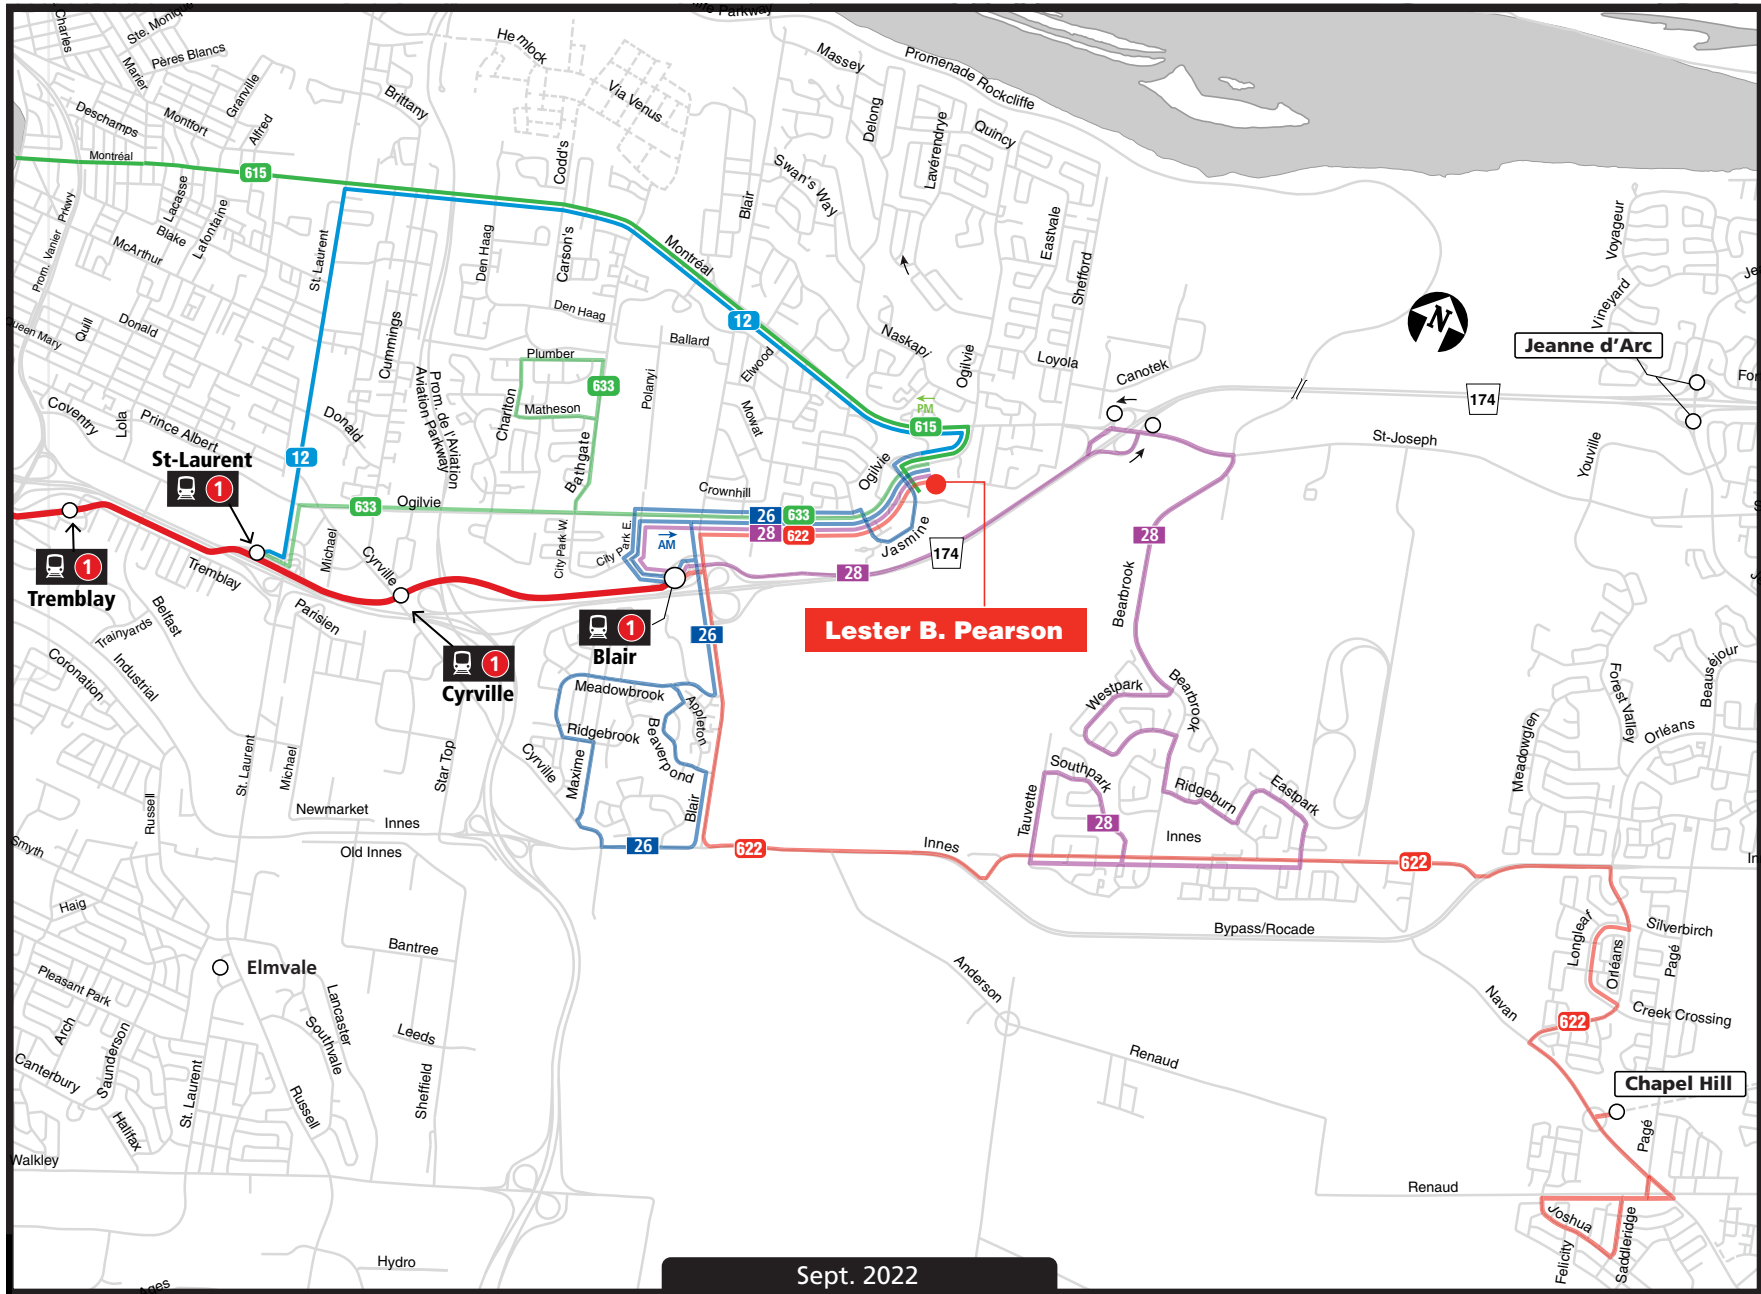 Charles
Ste. Monique
Marier
Pères Blancs
Granville
Deschamps
Montfort
Alfred
Montréal
615
Brittany
Hemlock
Via Venus
Codd's
Massey
Promenade Rockcliffe
Delong
Lavérendrye
Quincy
Swan's Way
Blair
Eastvale
Shefford
Voyageur
Vineyard
Prom. Vanier Prkwy
Lacasse
Blake
Lafontaine
McArthur
St. Laurent
Den Haag
Carson's
Montréal
Den Haag
12
Queen Mary
Quill
Donald
Cummings
Ballard
Elwood
Naskapi
Ogilvie
Loyola
Canotek
N
Jeanne d'Arc
Plumber
633
Matheson
Charlton
Polanyi
Mowat
Prom. de l'Aviation
Aviation Parkway
Coventry
Lola
Prince Albert
Donald
Bathgate
PM
615
174
St-Joseph
Youville
St-Laurent
1
12
Ogilvie
Crownhill
633
Ogilvie
26
633
28
622
AM
Jasmine
174
28
28
City Park W.
City Park E.
Michael
Cyrville
Tremblay
1
Tremblay
Parisien
Belfast
Trainyards
Industrial
Coronation
1
Cyrville
1
Blair
26
Lester B. Pearson
Bearbrook
Bearbrook
Westpark
Meadowbrook
Ridgebrook
Beaverpond
Appleton
Maxime
Cyrville
Blair
Southpark
Tauvette
28
Ridgeburn
Eastpark
Innes
Forest Valley
Beauséjour
Orléans
Meadowglen
St. Laurent
Michael
Star Top
Newmarket
Innes
Old Innes
Russell
Smyth
26
622
Innes
622
Bypass/Rocade
Haig
Bantree
Elmvale
Pleasant Park
Arch
Saunderson
Canterbury
Halifax
Lancaster
Southvale
Leeds
Sheffield
Russell
St. Laurent
Walkley
Anderson
Renaud
Navan
Longleaf
Orléans
Silverbirch
Pagé
Creek Crossing
622
Chapel Hill
Pagé
Renaud
Joshua
Felicity
Saddleridge
Hydro
Sept. 2022